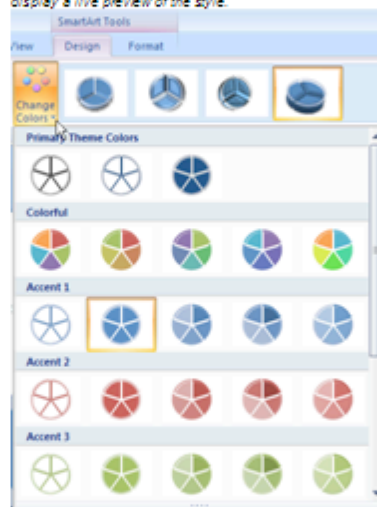 display a live preview of the style.
SmartArt Tools
View Design Format
Change
Colors
Primary Theme Colors
Colorful
Accent 1
Accent 2
Accent 3